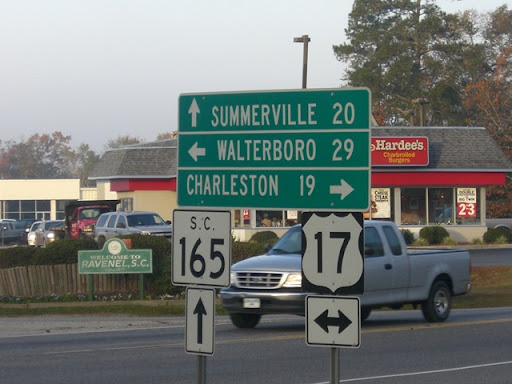 SUMMERVILLE 20
WALTERBORO 29
CHARLESTON 19
Hardee's
Charbroiled
Burgers
S.C.
165
17
WELCOME TO
RAVENEL, S.C.
23